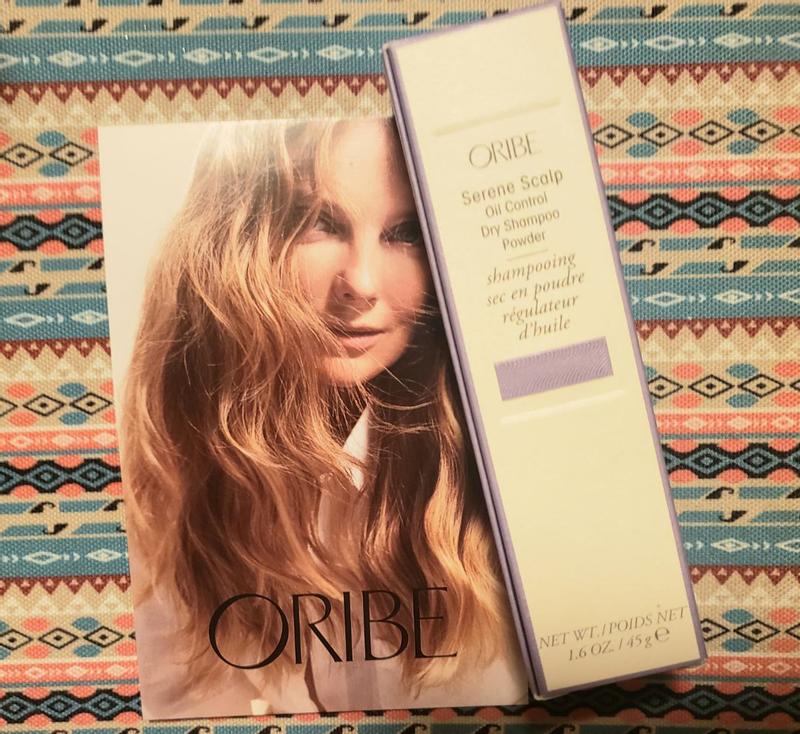 ORIBE
Serene Scalp
Oil Control
Dry Shampoo
Powder
shampooing
sec en poudre
régulateur
d'huile
NET WT./POIDS NET
1.6 OZ. / 45 g e
ORIBE